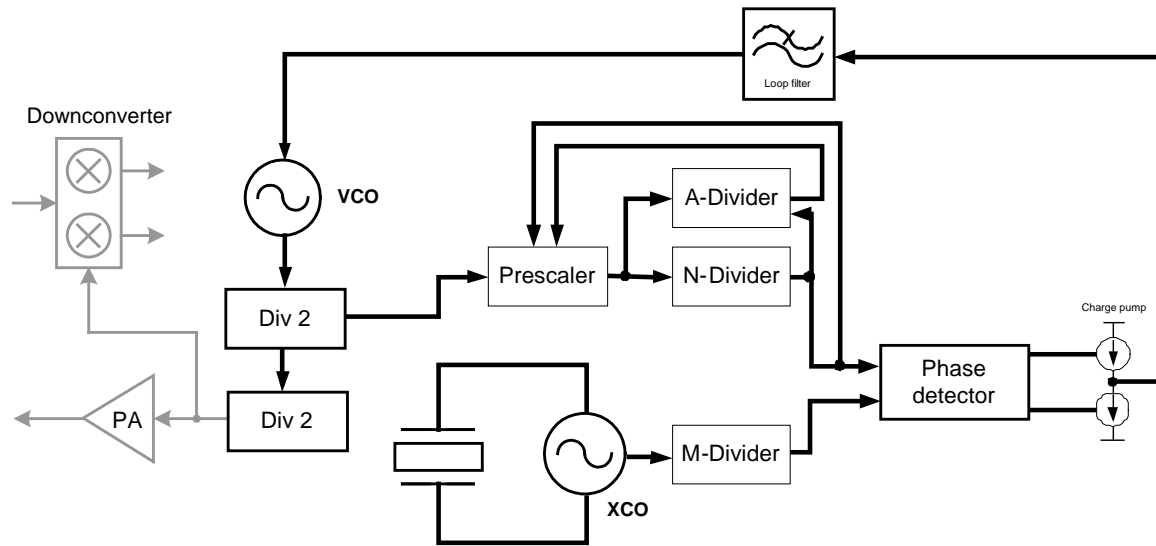 Loop filter
Downconverter
VCO
A-Divider
Prescaler
N-Divider
Div 2
Charge pump
Phase
detector
PA
Div 2
M-Divider
XCO